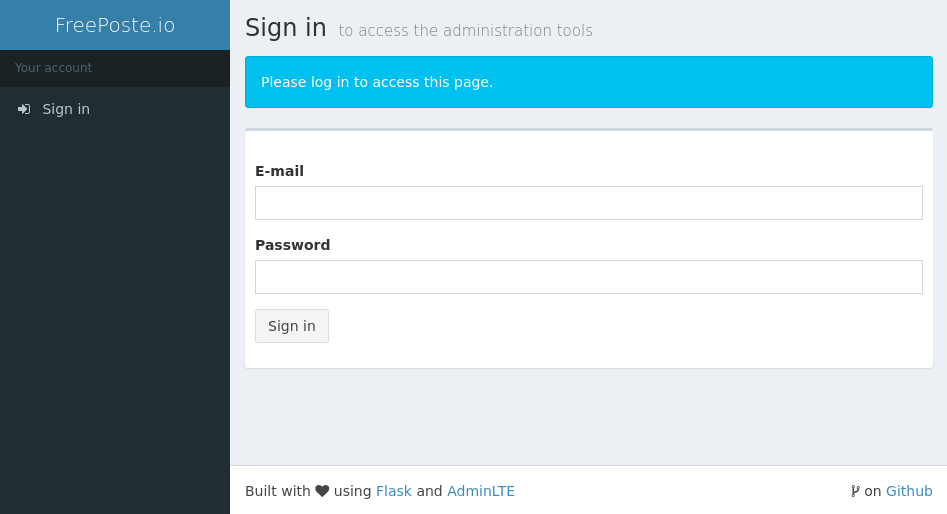 FreePoste.io
Your account
Sign in
Sign in to access the administration tools
Please log in to access this page.
E-mail
Password
Sign in
Built with using Flask and AdminLTE
on Github